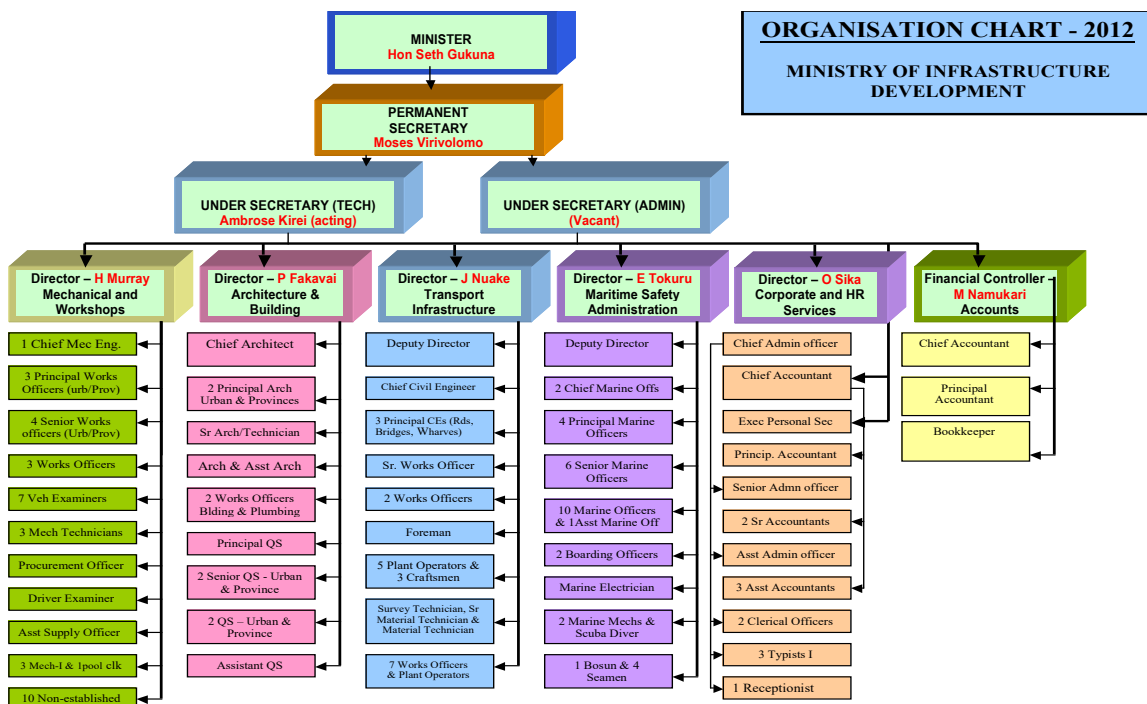 ORGANISATION CHART - 2012
MINISTRY OF INFRASTRUCTURE
DEVELOPMENT
MINISTER
Hon Seth Gukuna
PERMANENT
SECRETARY
Moses Virivolomo
UNDER SECRETARY (TECH)
Ambrose Kirei (acting)
UNDER SECRETARY (ADMIN)
(Vacant)
Director – H Murray
Mechanical and
Workshops
1 Chief Mec Eng.
3 Principal Works
Officers (urb/Prov)
4 Senior Works
officers (Urb/Prov)
3 Works Officers
7 Veh Examiners
3 Mech Technicians
Procurement Officer
Driver Examiner
Asst Supply Officer
3 Mech-I & 1pool clk
10 Non-established
Director – P Fakavai
Architecture &
Building
Chief Architect
2 Principal Arch
Urban & Provinces
Sr Arch/Technician
Arch & Asst Arch
2 Works Officers
Blding & Plumbing
Principal QS
2 Senior QS - Urban
& Province
2 QS – Urban &
Province
Assistant QS
Director – J Nuake
Transport
Infrastructure
Deputy Director
Chief Civil Engineer
3 Principal CEs (Rds,
Bridges, Wharves)
Sr. Works Officer
2 Works Officers
Foreman
5 Plant Operators &
3 Craftsmen
Survey Technician, Sr
Material Technician &
Material Technician
7 Works Officers
& Plant Operators
Director – E Tokuru
Maritime Safety
Administration
Deputy Director
2 Chief Marine Offs
4 Principal Marine
Officers
6 Senior Marine
Officers
10 Marine Officers
& 1Asst Marine Off
2 Boarding Officers
Marine Electrician
2 Marine Mechs &
Scuba Diver
1 Bosun & 4
Seamen
Director – O Sika
Corporate and HR
Services
Chief Admin officer
Chief Accountant
Exec Personal Sec
Princip. Accountant
Senior Admn officer
2 Sr Accountants
Asst Admin officer
3 Asst Accountants
2 Clerical Officers
3 Typists I
1 Receptionist
Financial Controller -
M Namukari
Accounts
Chief Accountant
Principal
Accountant
Bookkeeper